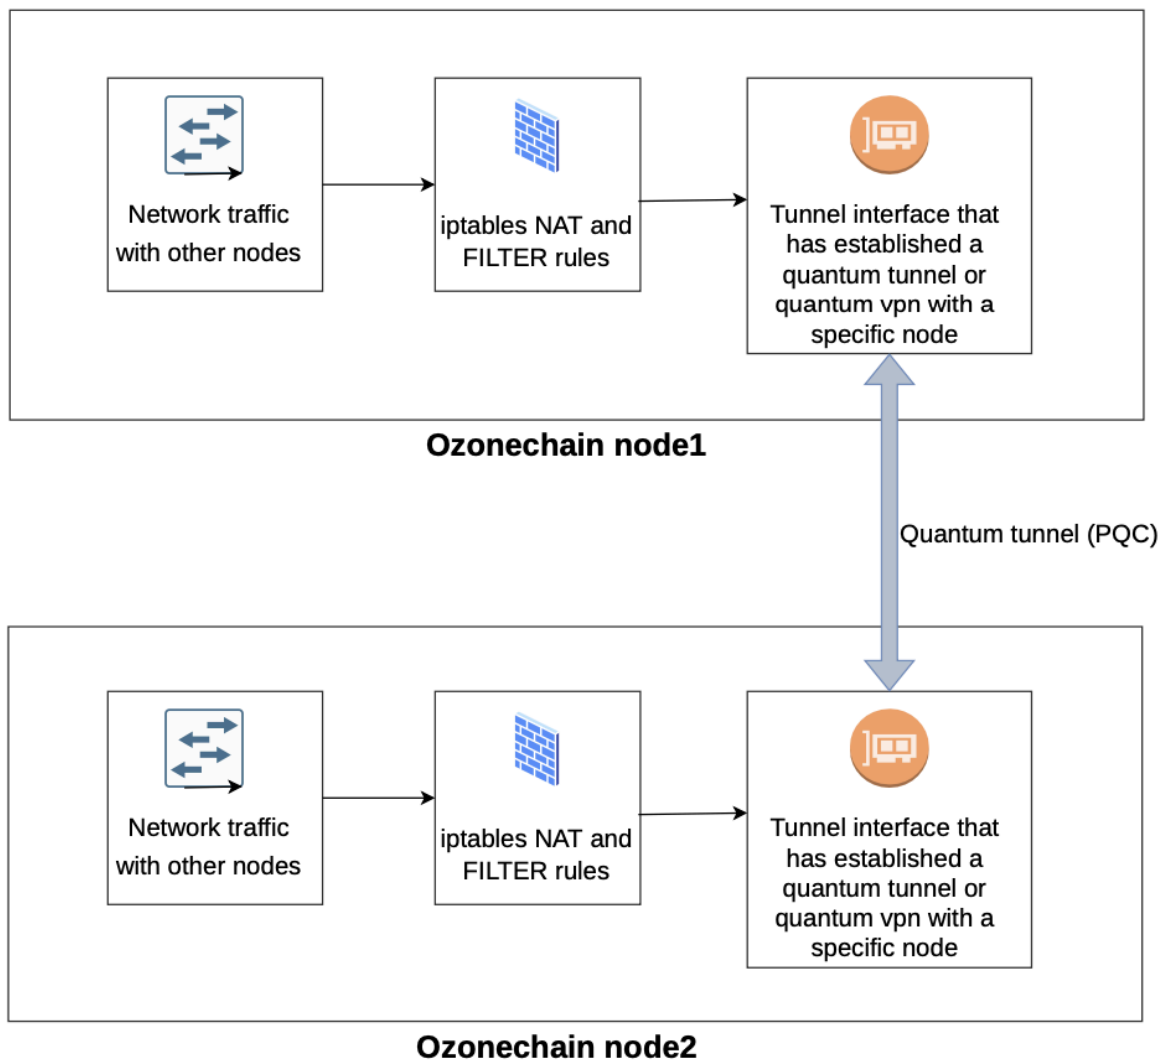 Network traffic
with other nodes
iptables NAT and
FILTER rules
Tunnel interface that
has established a
quantum tunnel or
quantum vpn with a
specific node
Ozonechain node1
Quantum tunnel (PQC)
Network traffic
with other nodes
iptables NAT and
FILTER rules
Tunnel interface that
has established a
quantum tunnel or
quantum vpn with a
specific node
Ozonechain node2